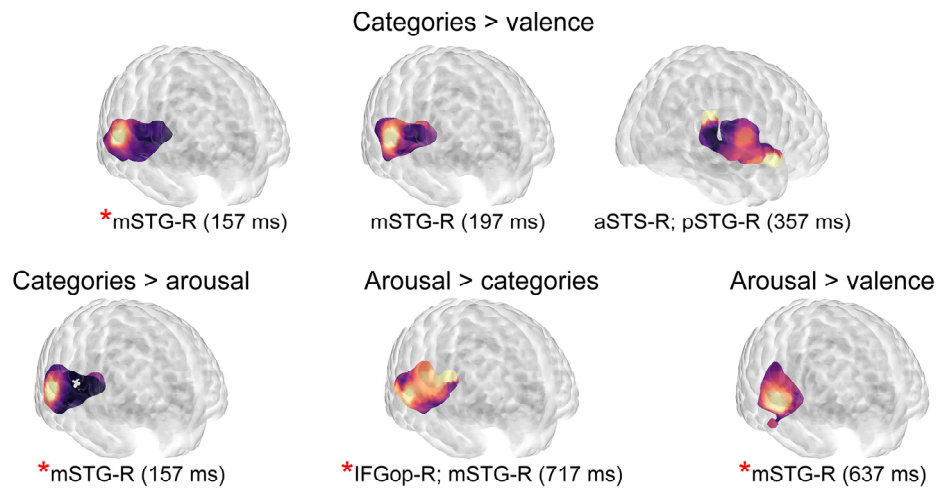 Categories > valence
*mSTG-R (157 ms)
mSTG-R (197 ms)
aSTS-R; pSTG-R (357 ms)
Categories > arousal
Arousal > categories
Arousal > valence
*mSTG-R (157 ms)
*IFGop-R; mSTG-R (717 ms)
*mSTG-R (637 ms)